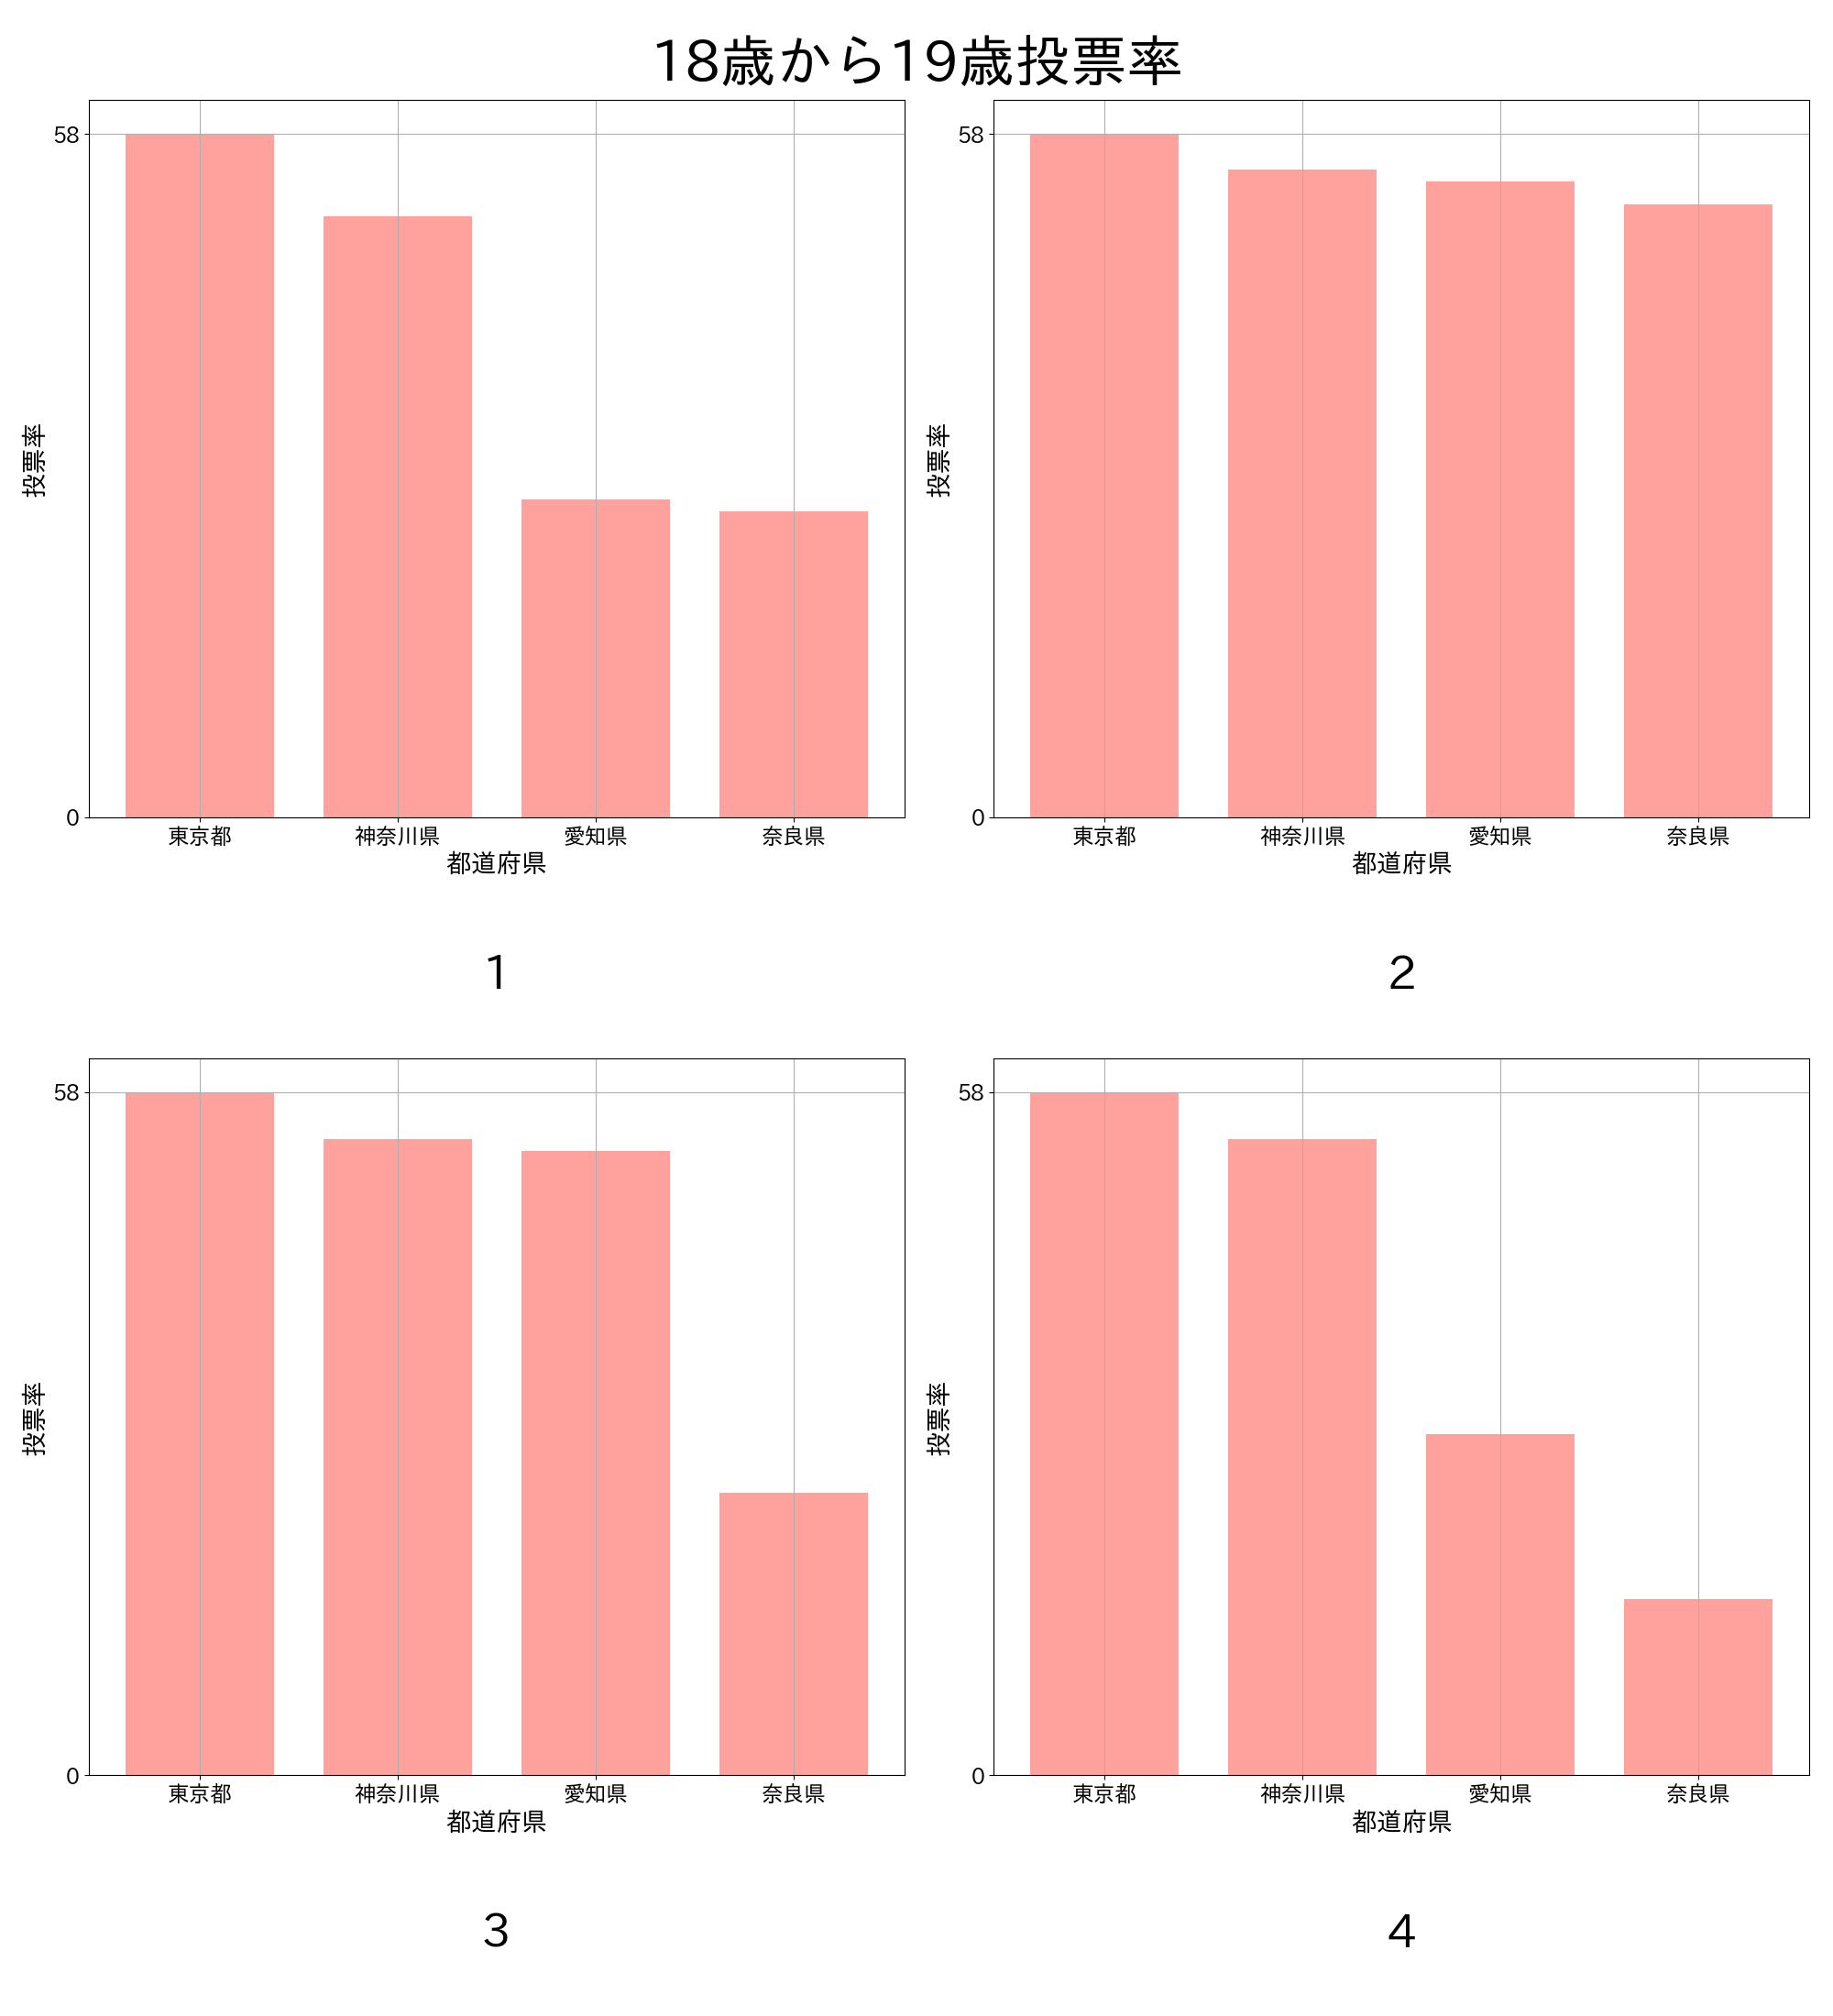 18歳から19歳投票率
58
0
投票率
東京都 神奈川県 愛知県 奈良県
都道府県
1
58
0
投票率
東京都 神奈川県 愛知県 奈良県
都道府県
2
58
0
投票率
東京都 神奈川県 愛知県 奈良県
都道府県
3
58
0
投票率
東京都 神奈川県 愛知県 奈良県
都道府県
4